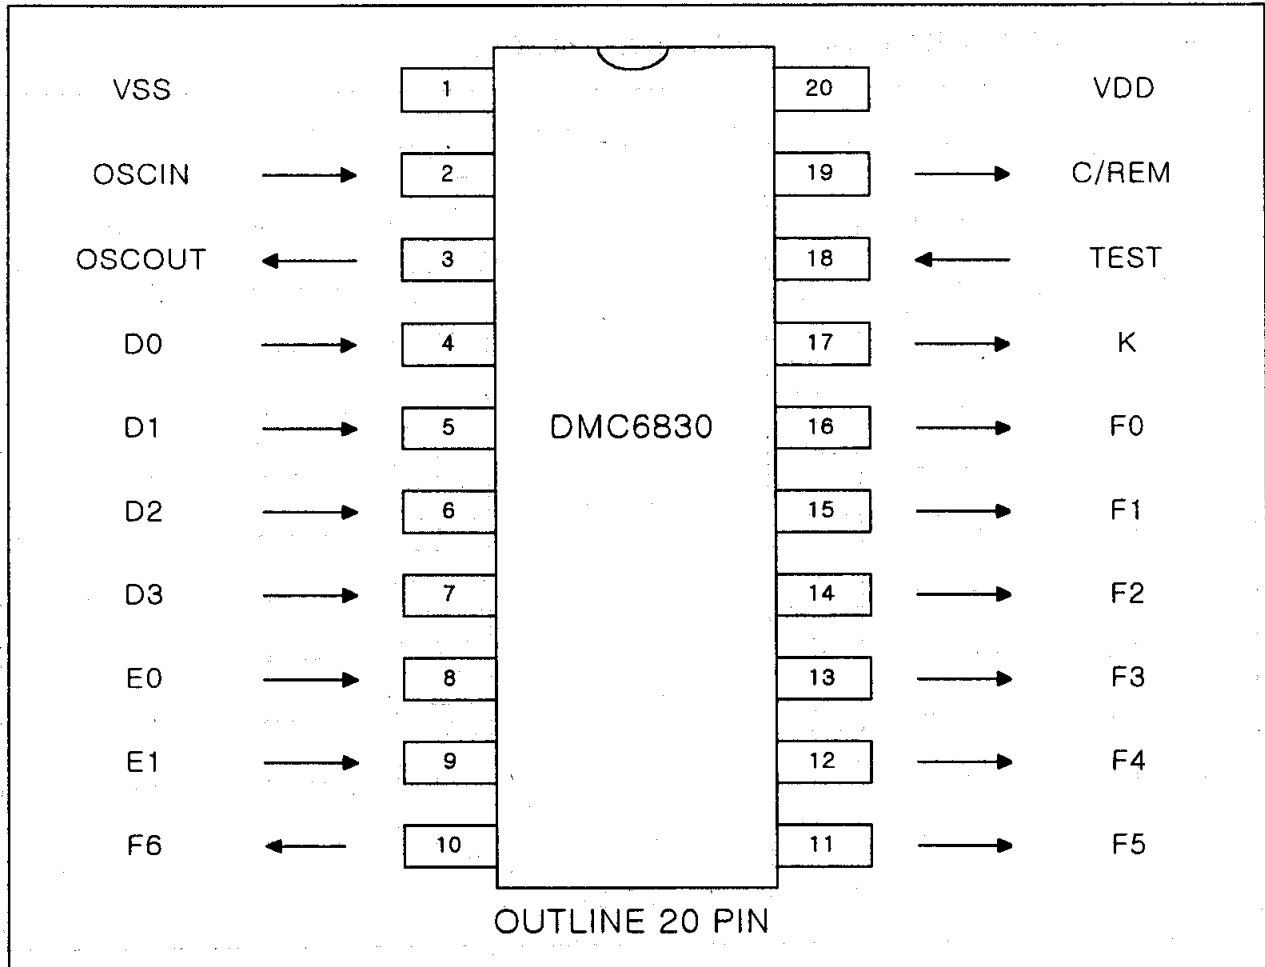 VSS 1 20 VDD
OSCIN 2 19 C/REM
OSCOUT 3 18 TEST
D0 4 17 K
D1 5 DMC6830 16 F0
D2 6 15 F1
D3 7 14 F2
E0 8 13 F3
E1 9 12 F4
F6 10 11 F5
OUTLINE 20 PIN